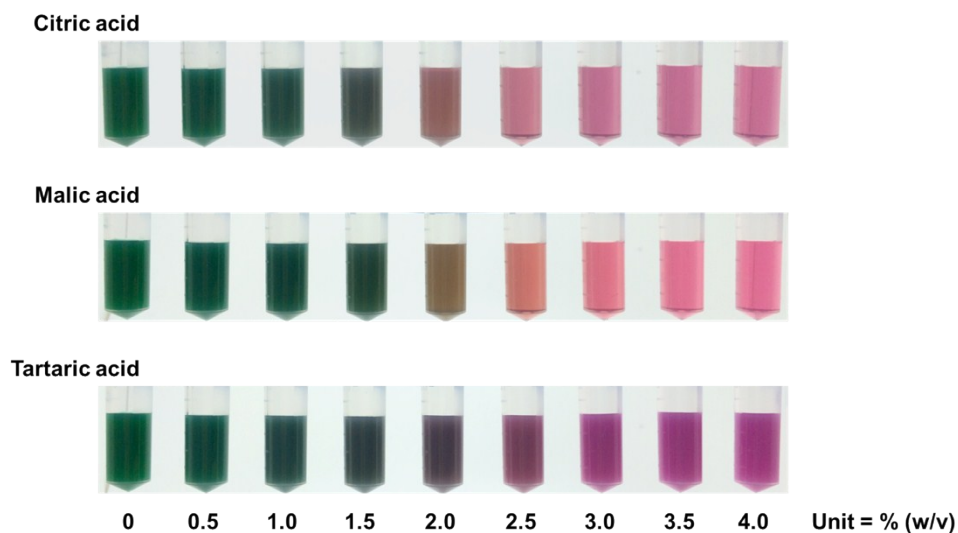 Citric acid
Malic acid
Tartaric acid
0 0.5 1.0 1.5 2.0 2.5 3.0 3.5 4.0 Unit = % (w/v)